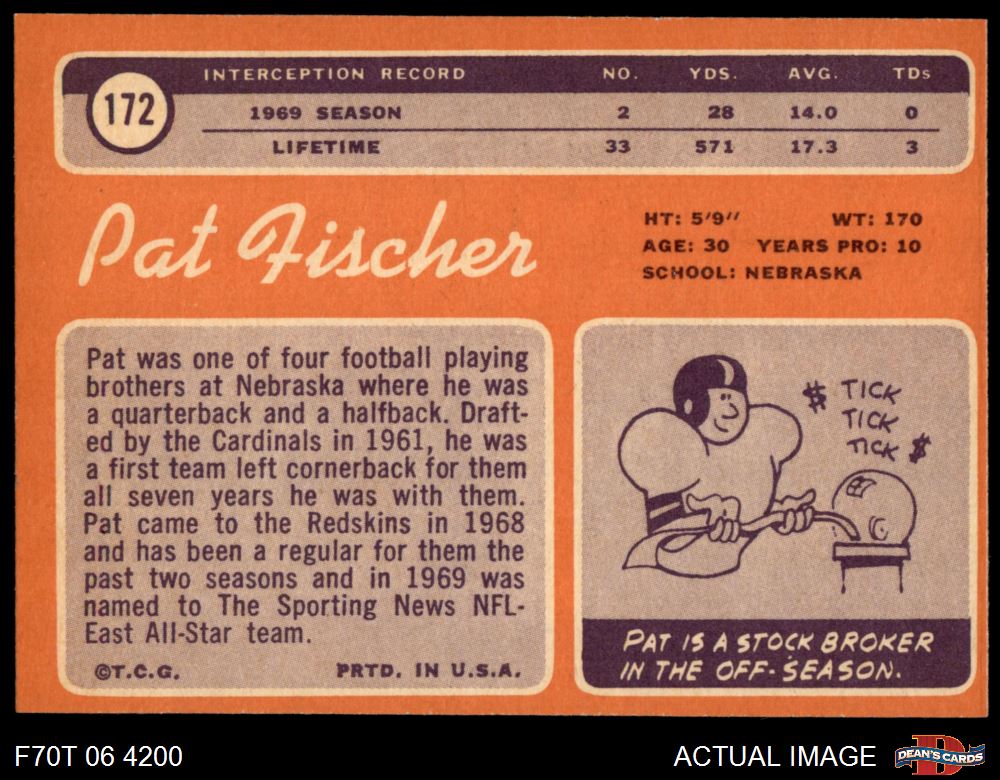 172
INTERCEPTION RECORD NO. YDS. AVG. TDs
1969 SEASON 2 28 14.0 0
LIFETIME 33 571 17.3 3
Pat Fischer
HT: 5'9" WT: 170
AGE: 30 YEARS PRO: 10
SCHOOL: NEBRASKA
Pat was one of four football playing
brothers at Nebraska where he was
a quarterback and a halfback. Draft-
ed by the Cardinals in 1961, he was
a first team left cornerback for them
all seven years he was with them.
Pat came to the Redskins in 1968
and has been a regular for them the
past two seasons and in 1969 was
named to The Sporting News NFL-
East All-Star team.
©T.C.G. PRTD. IN U.S.A.
$ TICK
TICK
TICK $
PAT IS A STOCK BROKER
IN THE OFF-SEASON.
F70T 06 4200 ACTUAL IMAGE
DEAN'S CARDS